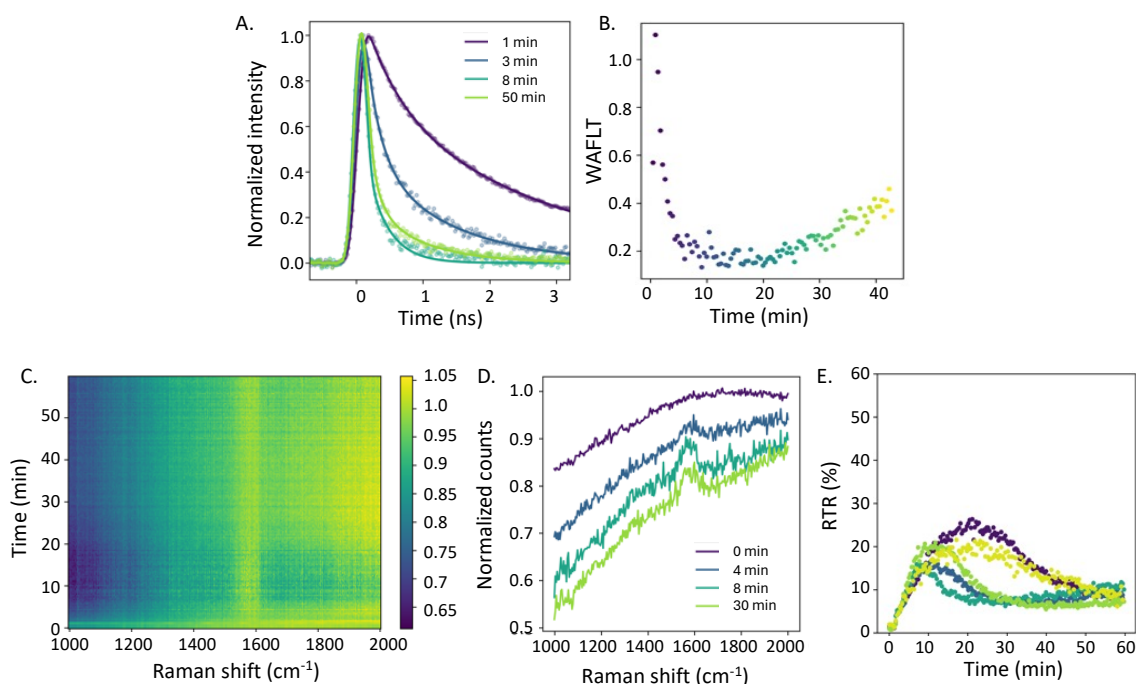 A.
Normalized intensity
1.0
0.8
0.6
0.4
0.2
0.0
1 min
3 min
8 min
50 min
0 1 2 3
Time (ns)
B.
WAFLT
1.0
0.8
0.6
0.4
0.2
0 10 20 30 40
Time (min)
C.
Time (min)
50
40
30
20
10
0
1000 1200 1400 1600 1800 2000
Raman shift (cm⁻¹)
1.05
1.0
0.95
0.90
0.85
0.80
0.75
0.7
0.65
D.
Normalized counts
1.0
0.9
0.8
0.7
0.6
0.5
0 min
4 min
8 min
30 min
1000 1200 1400 1600 1800 2000
Raman shift (cm⁻¹)
E.
RTR (%)
60
50
40
30
20
10
0
0 10 20 30 40 50 60
Time (min)